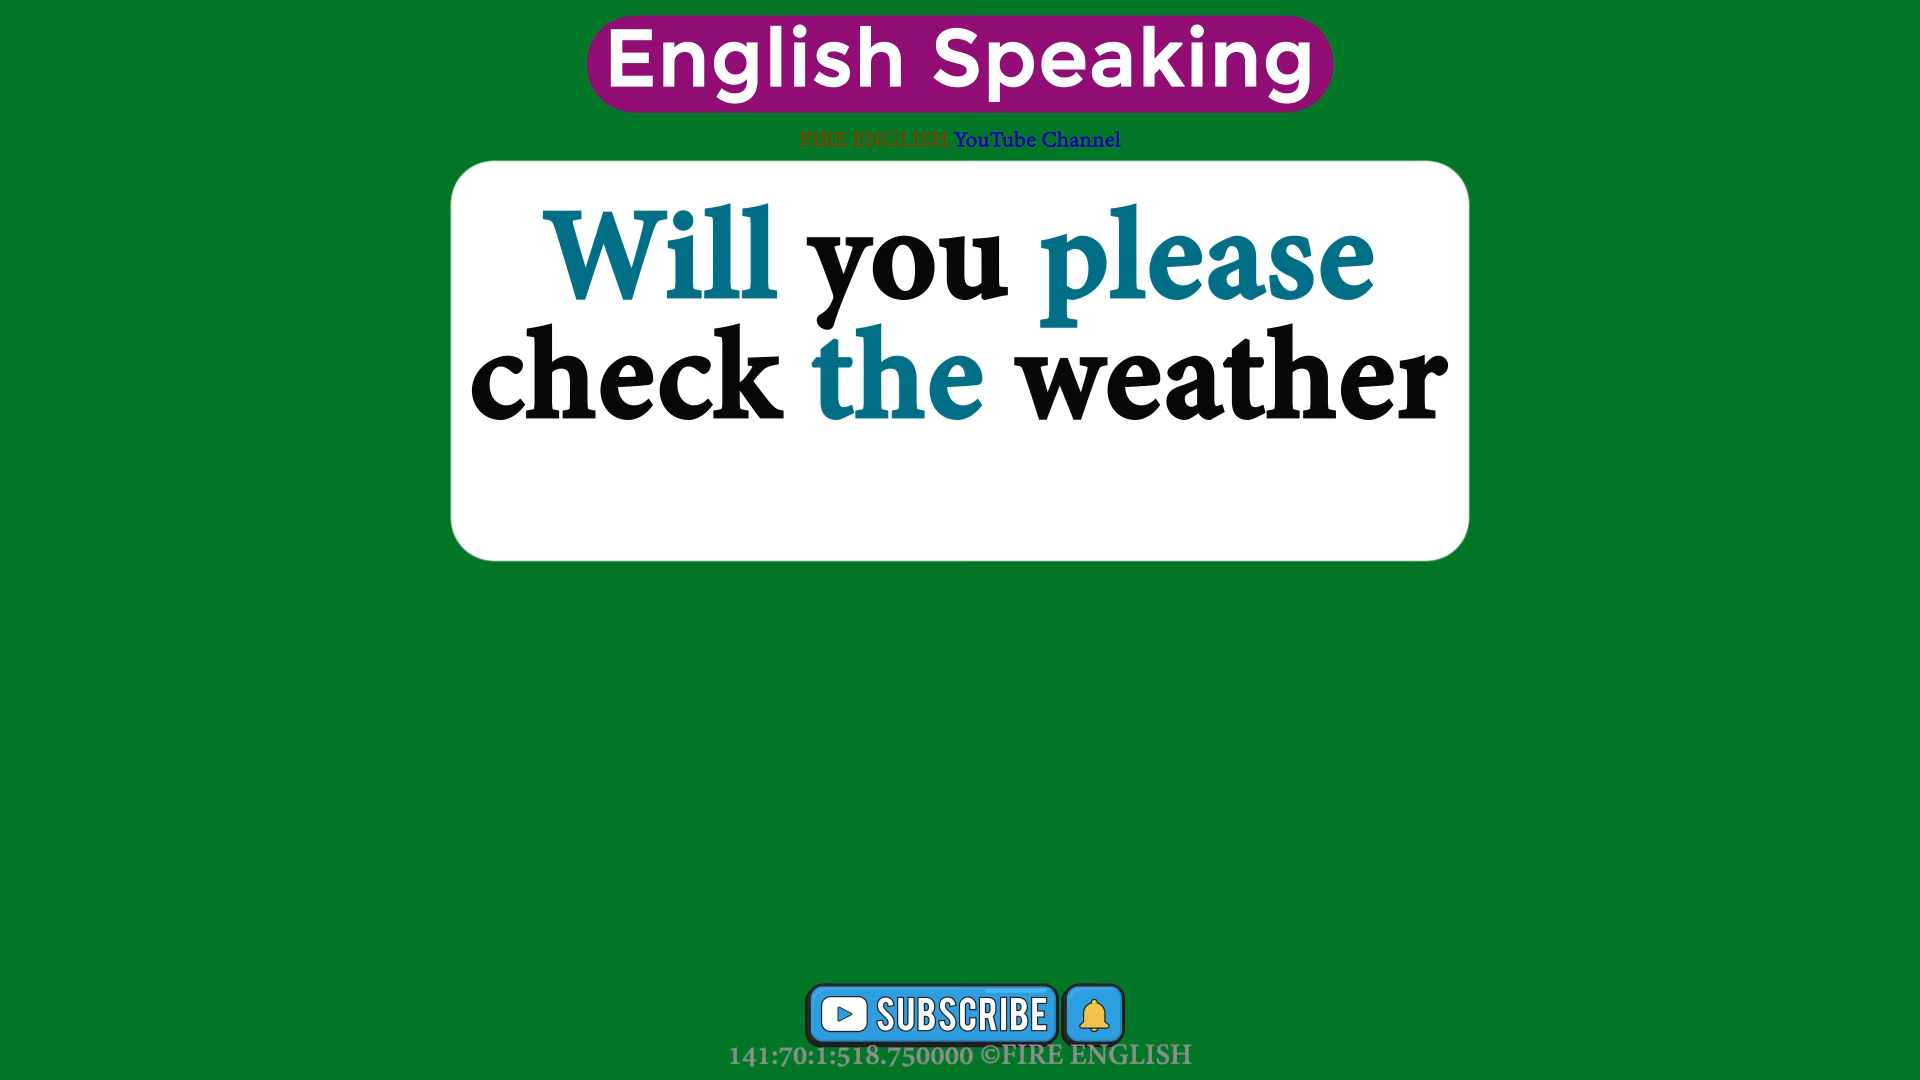 English Speaking
FIRE ENGLISH YouTube Channel
Will you please
check the weather
SUBSCRIBE
141:70:1:518.750000 ©FIRE ENGLISH